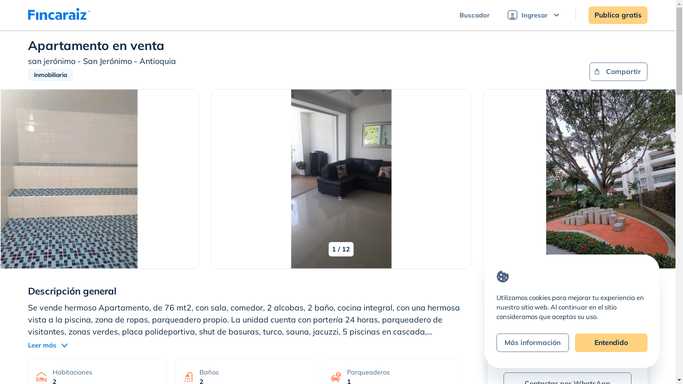 Fincaraiz
Buscador
Ingresar
Publica gratis
Apartamento en venta
san jerónimo - San Jerónimo - Antioquia
Inmobiliaria
Compartir
1 / 12
Descripción general
Se vende hermoso Apartamento, de 76 mt2, con sala, comedor, 2 alcobas, 2 baño, cocina integral, con una hermosa
vista a la piscina, zona de ropas, parqueadero propio. La unidad cuenta con portería 24 horas, parqueadero de
visitantes, zonas verdes, placa polideportiva, shut de basuras, turco, sauna, jacuzzi, 5 piscinas en cascada,...
Leer más
Habitaciones
2
Baños
2
Parqueaderos
1
Utilizamos cookies para mejorar tu experiencia en
nuestro sitio web. Al continuar en el sitio
consideramos que aceptas su uso.
Más información
Entendido
Contactar por WhatsApp